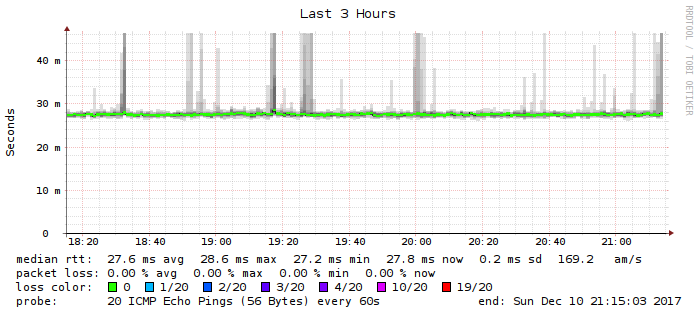 Last 3 Hours
RRDTOOL / TOBI OETIKER
Seconds
40 m
30 m
20 m
10 m
0
18:20 18:40 19:00 19:20 19:40 20:00 20:20 20:40 21:00
median rtt: 27.6 ms avg 28.6 ms max 27.2 ms min 27.8 ms now 0.2 ms sd 169.2 am/s
packet loss: 0.00 % avg 0.00 % max 0.00 % min 0.00 % now
loss color: 0 1/20 2/20 3/20 4/20 10/20 19/20
probe: 20 ICMP Echo Pings (56 Bytes) every 60s end: Sun Dec 10 21:15:03 2017